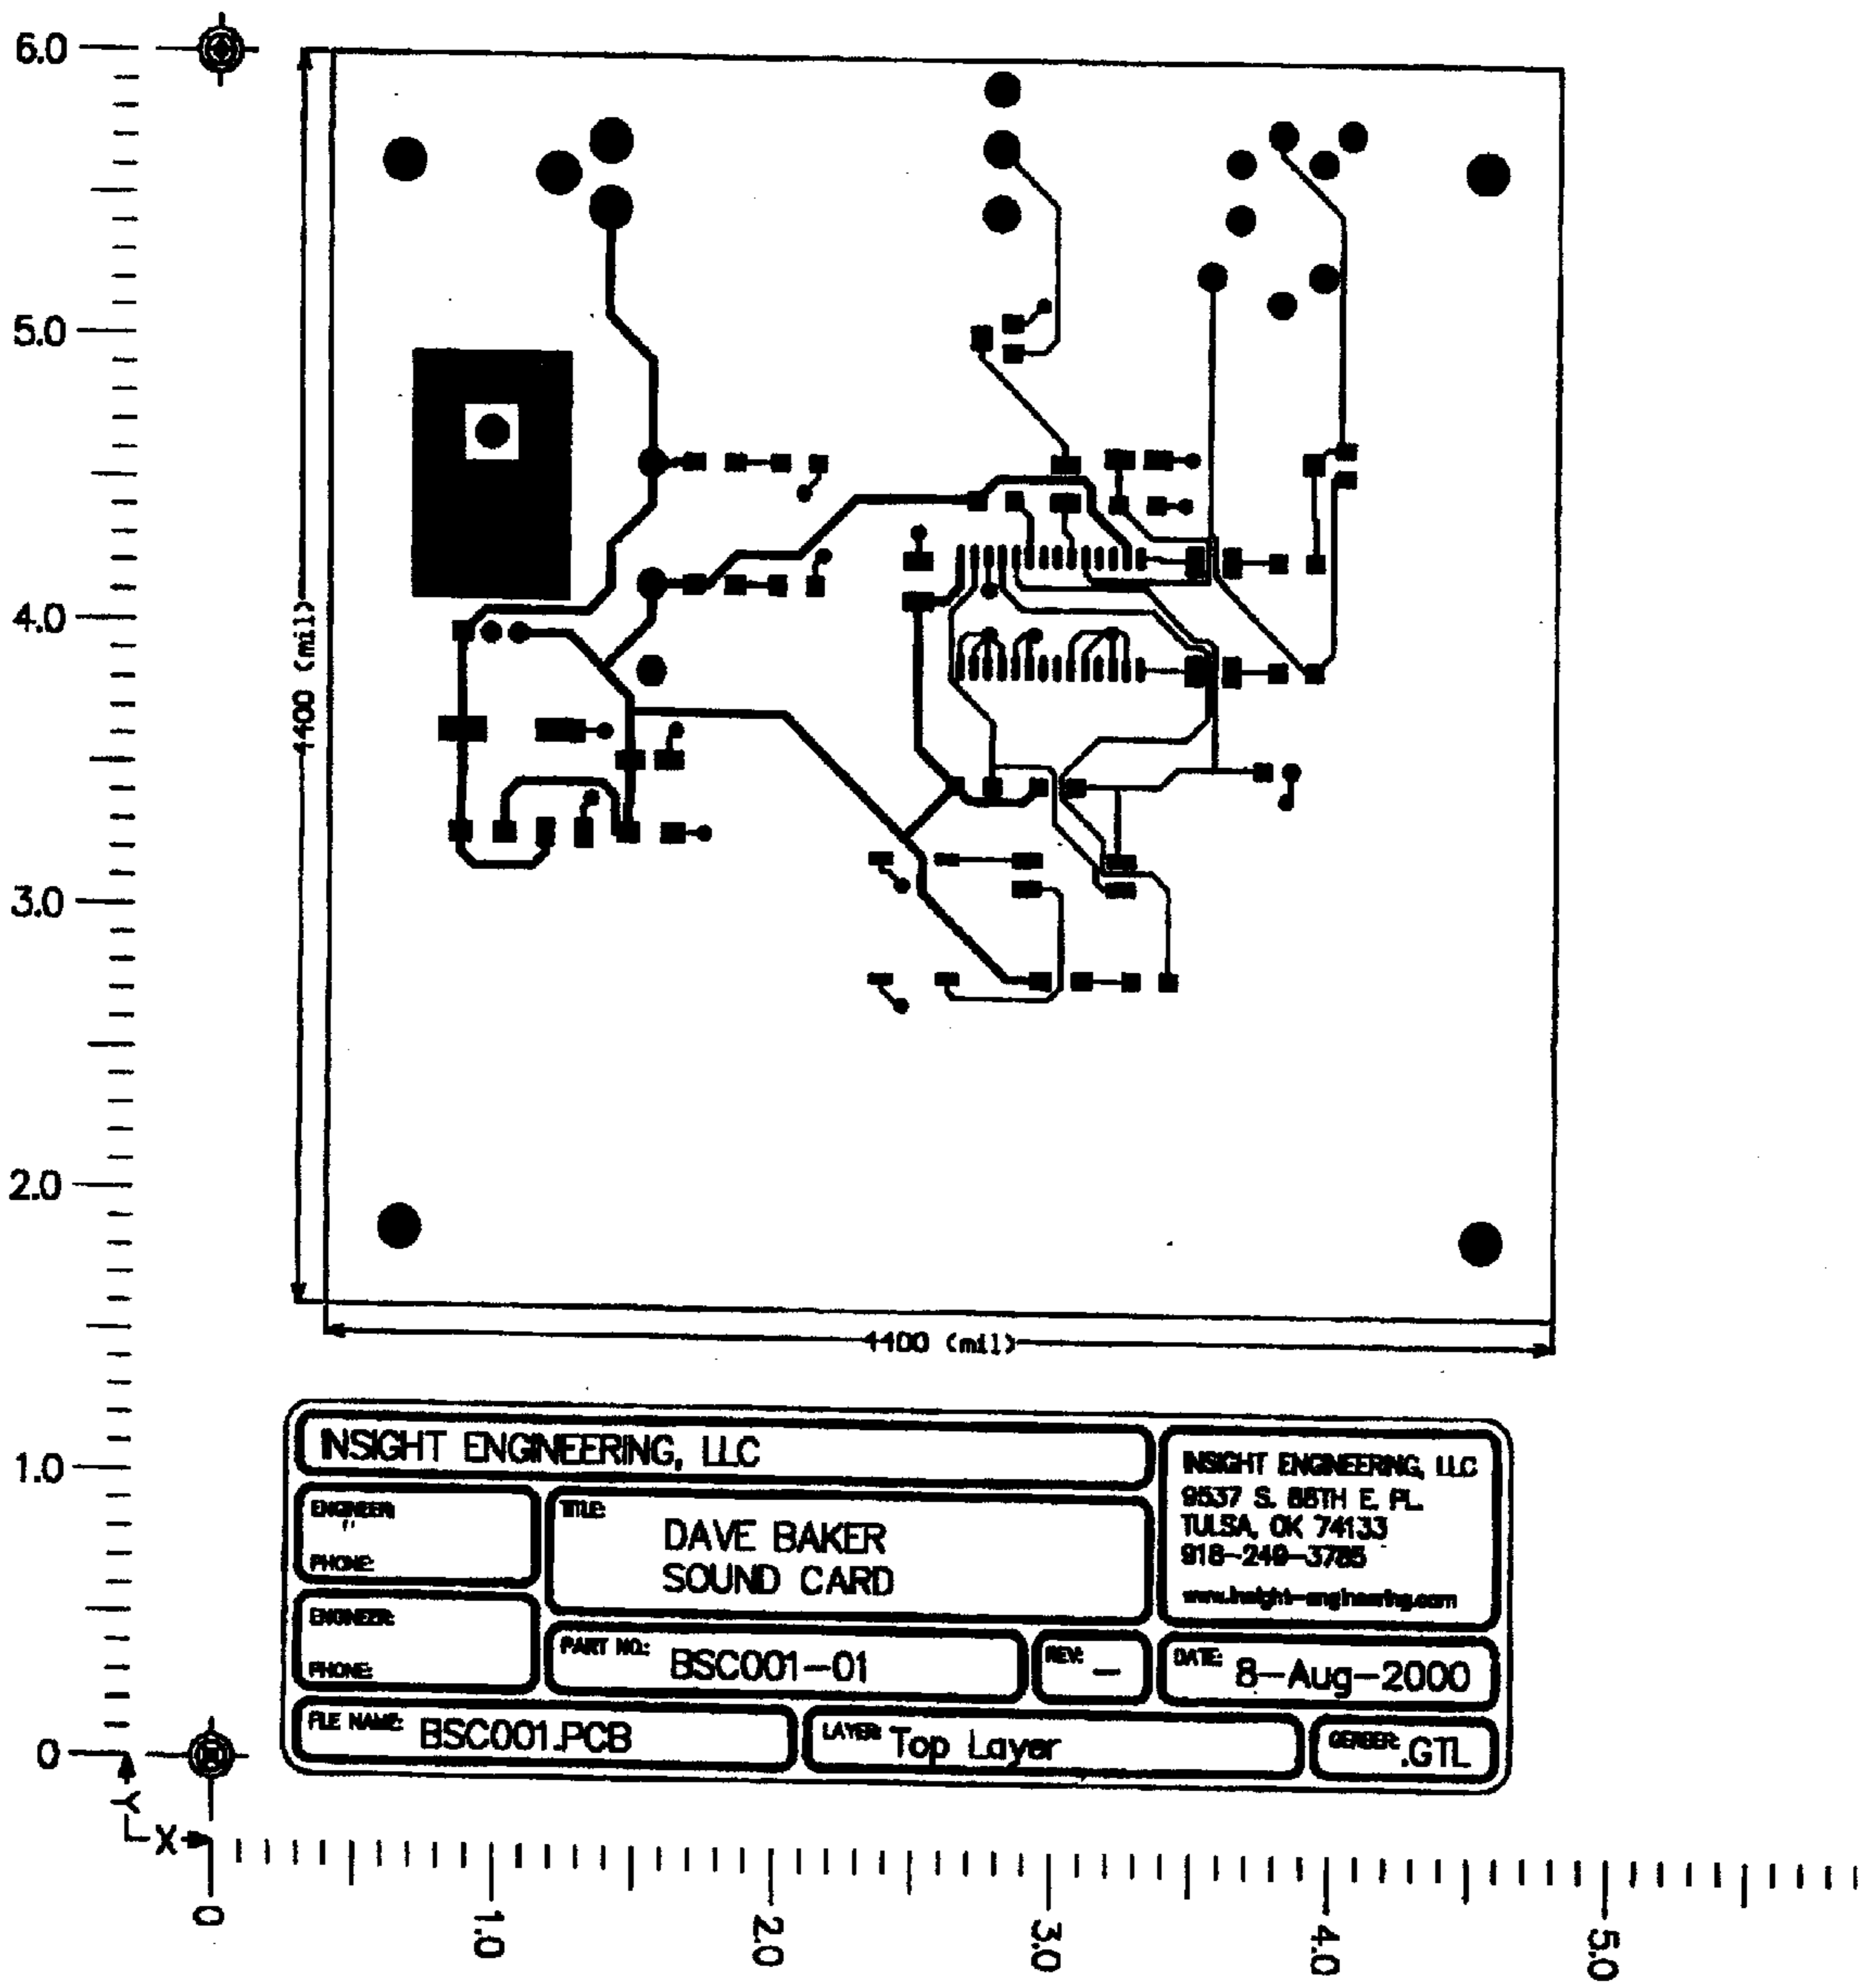 6.0
5.0
4.0
3.0
2.0
1.0
0
Y
X
0
1.0
2.0
3.0
4.0
5.0
4400 (mil)
4400 (mil)
INSIGHT ENGINEERING, LLC
ENGINEER:
PHONE:
ENGINEER:
PHONE:
TITLE:
DAVE BAKER
SOUND CARD
INSIGHT ENGINEERING, LLC
9537 S. 88TH E. PL.
TULSA, OK 74133
918-249-3785
www.insight-engineering.com
PART NO.: BSC001-01
REV: -
DATE: 8-Aug-2000
FILE NAME: BSC001.PCB
LAYER: Top Layer
GERBER: .GTL